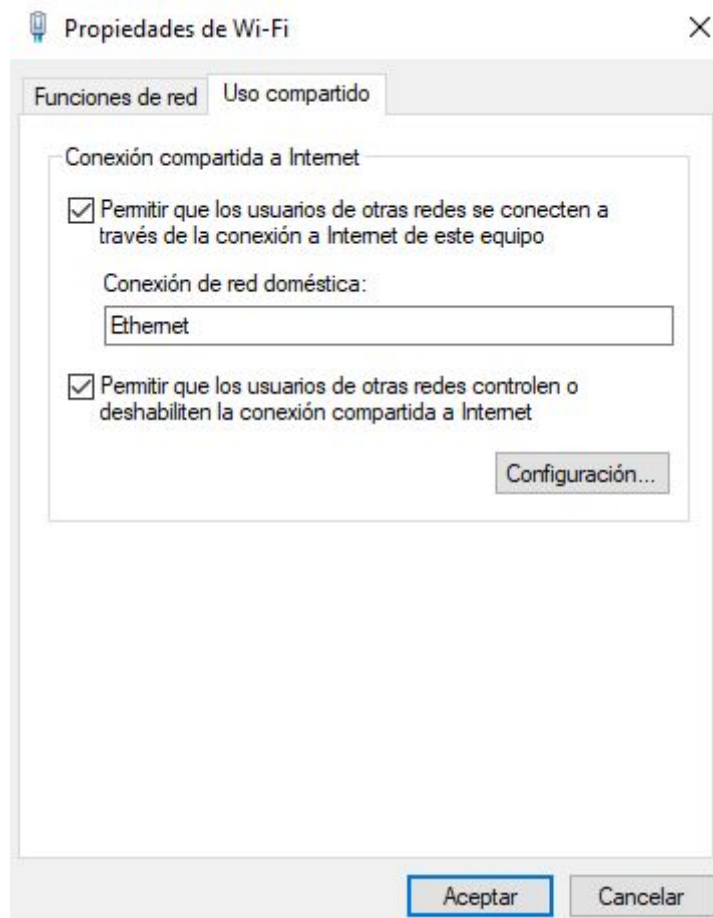 Propiedades de Wi-Fi
Funciones de red
Uso compartido
Conexión compartida a Internet
Permitir que los usuarios de otras redes se conecten a
través de la conexión a Internet de este equipo
Conexión de red doméstica:
Ethernet
Permitir que los usuarios de otras redes controlen o
deshabiliten la conexión compartida a Internet
Configuración...
Aceptar
Cancelar